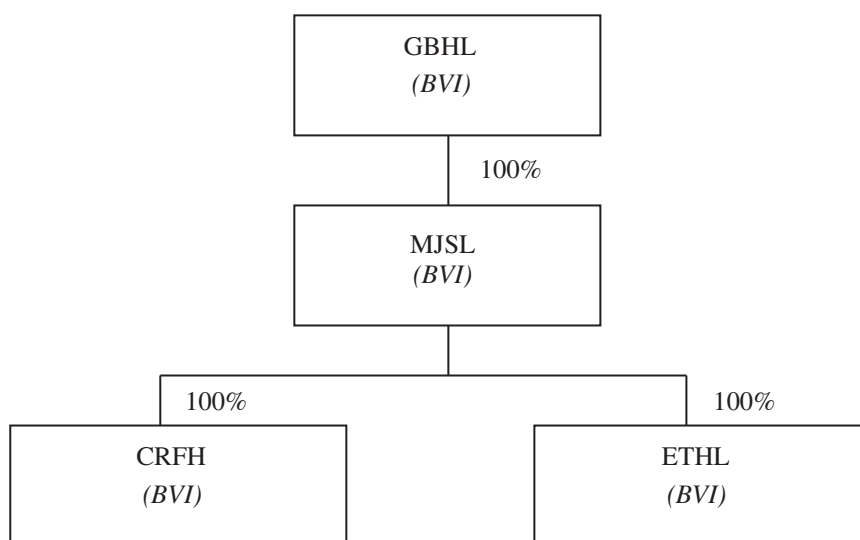 GBHL
(BVI)
100%
MJSL
(BVI)
100%
100%
CRFH
(BVI)
ETHL
(BVI)